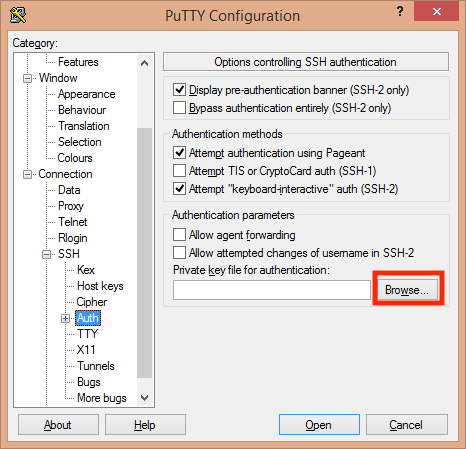 PuTTY Configuration
? ×
Category:
Features
Window
Appearance
Behaviour
Translation
Selection
Colours
Connection
Data
Proxy
Telnet
Rlogin
SSH
Kex
Host keys
Cipher
Auth
TTY
X11
Tunnels
Bugs
More bugs
Options controlling SSH authentication
Display pre-authentication banner (SSH-2 only)
Bypass authentication entirely (SSH-2 only)
Authentication methods
Attempt authentication using Pageant
Attempt TIS or CryptoCard auth (SSH-1)
Attempt "keyboard-interactive" auth (SSH-2)
Authentication parameters
Allow agent forwarding
Allow attempted changes of username in SSH-2
Private key file for authentication:
Browse...
About
Help
Open
Cancel